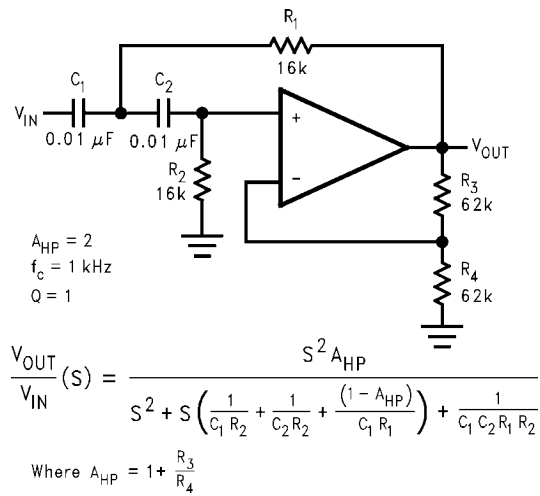 R1
16k
C1
C2
VIN
0.01 µF
0.01 µF
+
−
VOUT
R2
16k
R3
62k
R4
62k
AHP = 2
fc = 1 kHz
Q = 1
VOUT/VIN (S) = S² AHP / (S² + S(1/(C1 R2) + 1/(C2 R2) + (1 − AHP)/(C1 R1)) + 1/(C1 C2 R1 R2))
Where AHP = 1 + R3/R4